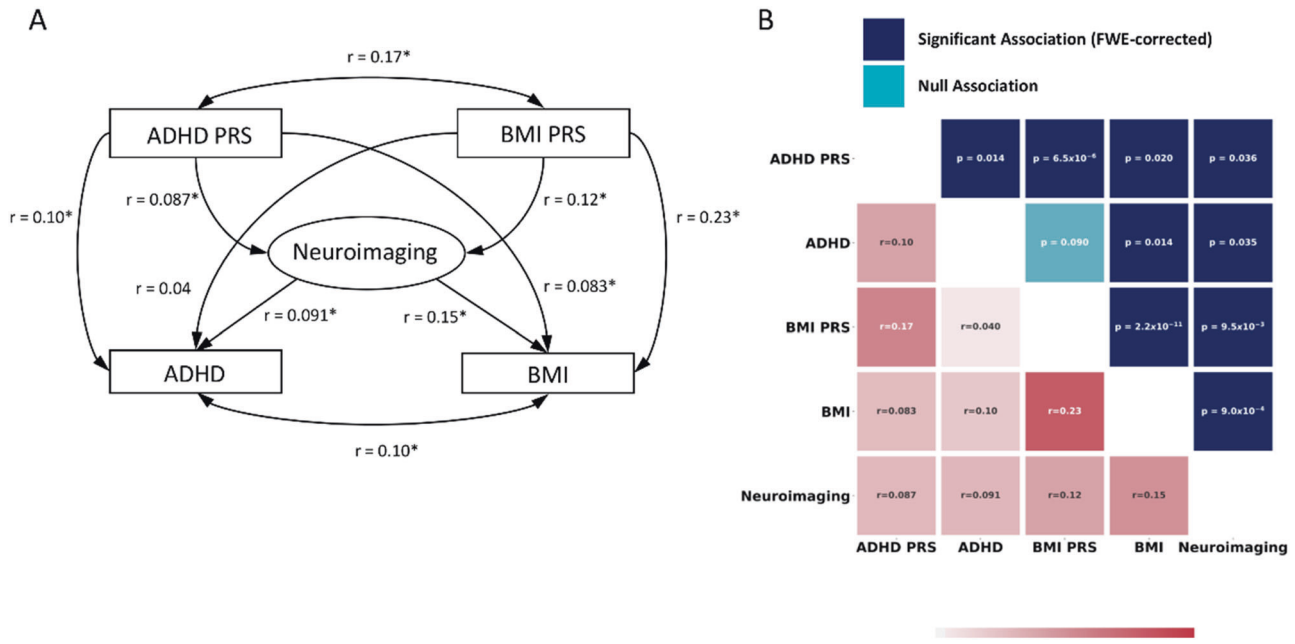 A
r = 0.17*
ADHD PRS
BMI PRS
r = 0.087*
r = 0.12*
r = 0.10*
r = 0.23*
Neuroimaging
r = 0.04
r = 0.083*
r = 0.091*
r = 0.15*
ADHD
BMI
r = 0.10*
B
Significant Association (FWE-corrected)
Null Association
ADHD PRS
p = 0.014
p = 6.5x10⁻⁶
p = 0.020
p = 0.036
ADHD
r=0.10
p = 0.090
p = 0.014
p = 0.035
BMI PRS
r=0.17
r=0.040
p = 2.2x10⁻¹¹
p = 9.5x10⁻³
BMI
r=0.083
r=0.10
r=0.23
p = 9.0x10⁻⁴
Neuroimaging
r=0.087
r=0.091
r=0.12
r=0.15
ADHD PRS ADHD BMI PRS BMI Neuroimaging